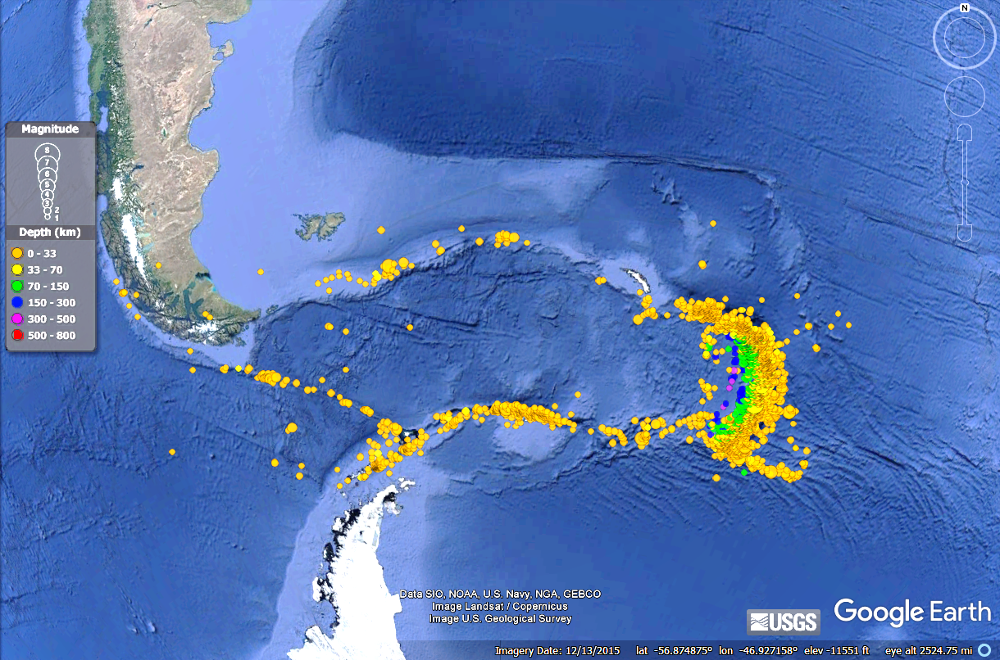 N
Magnitude
8
7
6
5
4
3
2
1
Depth (km)
0 - 33
33 - 70
70 - 150
150 - 300
300 - 500
500 - 800
Data SIO, NOAA, U.S. Navy, NGA, GEBCO
Image Landsat / Copernicus
Image U.S. Geological Survey
USGS
Google Earth
Imagery Date: 12/13/2015 lat -56.874875° lon -46.927158° elev -11551 ft eye alt 2524.75 mi